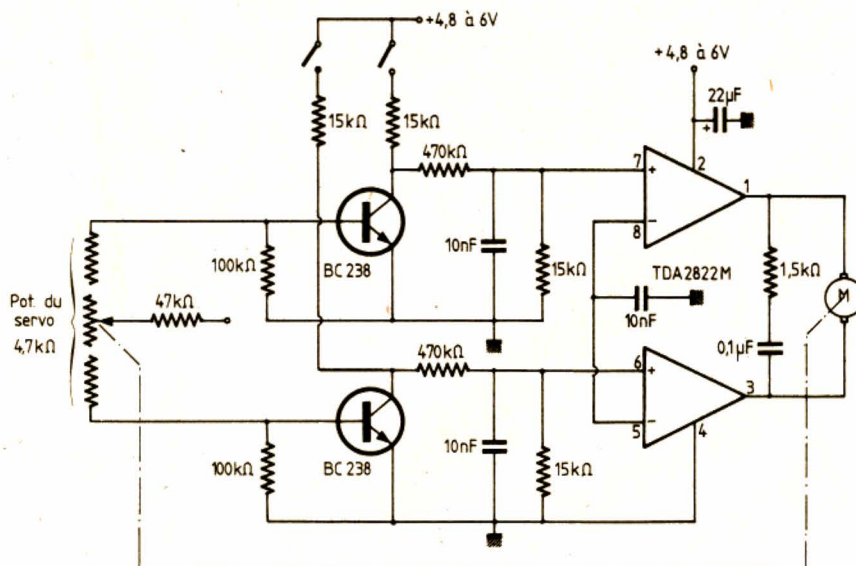 +4,8 à 6V
+4,8 à 6V
22µF
+
15kΩ
15kΩ
470kΩ
7
+
2
1
8
–
10nF
100kΩ
BC 238
15kΩ
TDA2822M
1,5kΩ
M
Pot. du
servo
4,7kΩ
47kΩ
10nF
0,1µF
470kΩ
6
+
3
5
–
4
10nF
100kΩ
BC 238
15kΩ